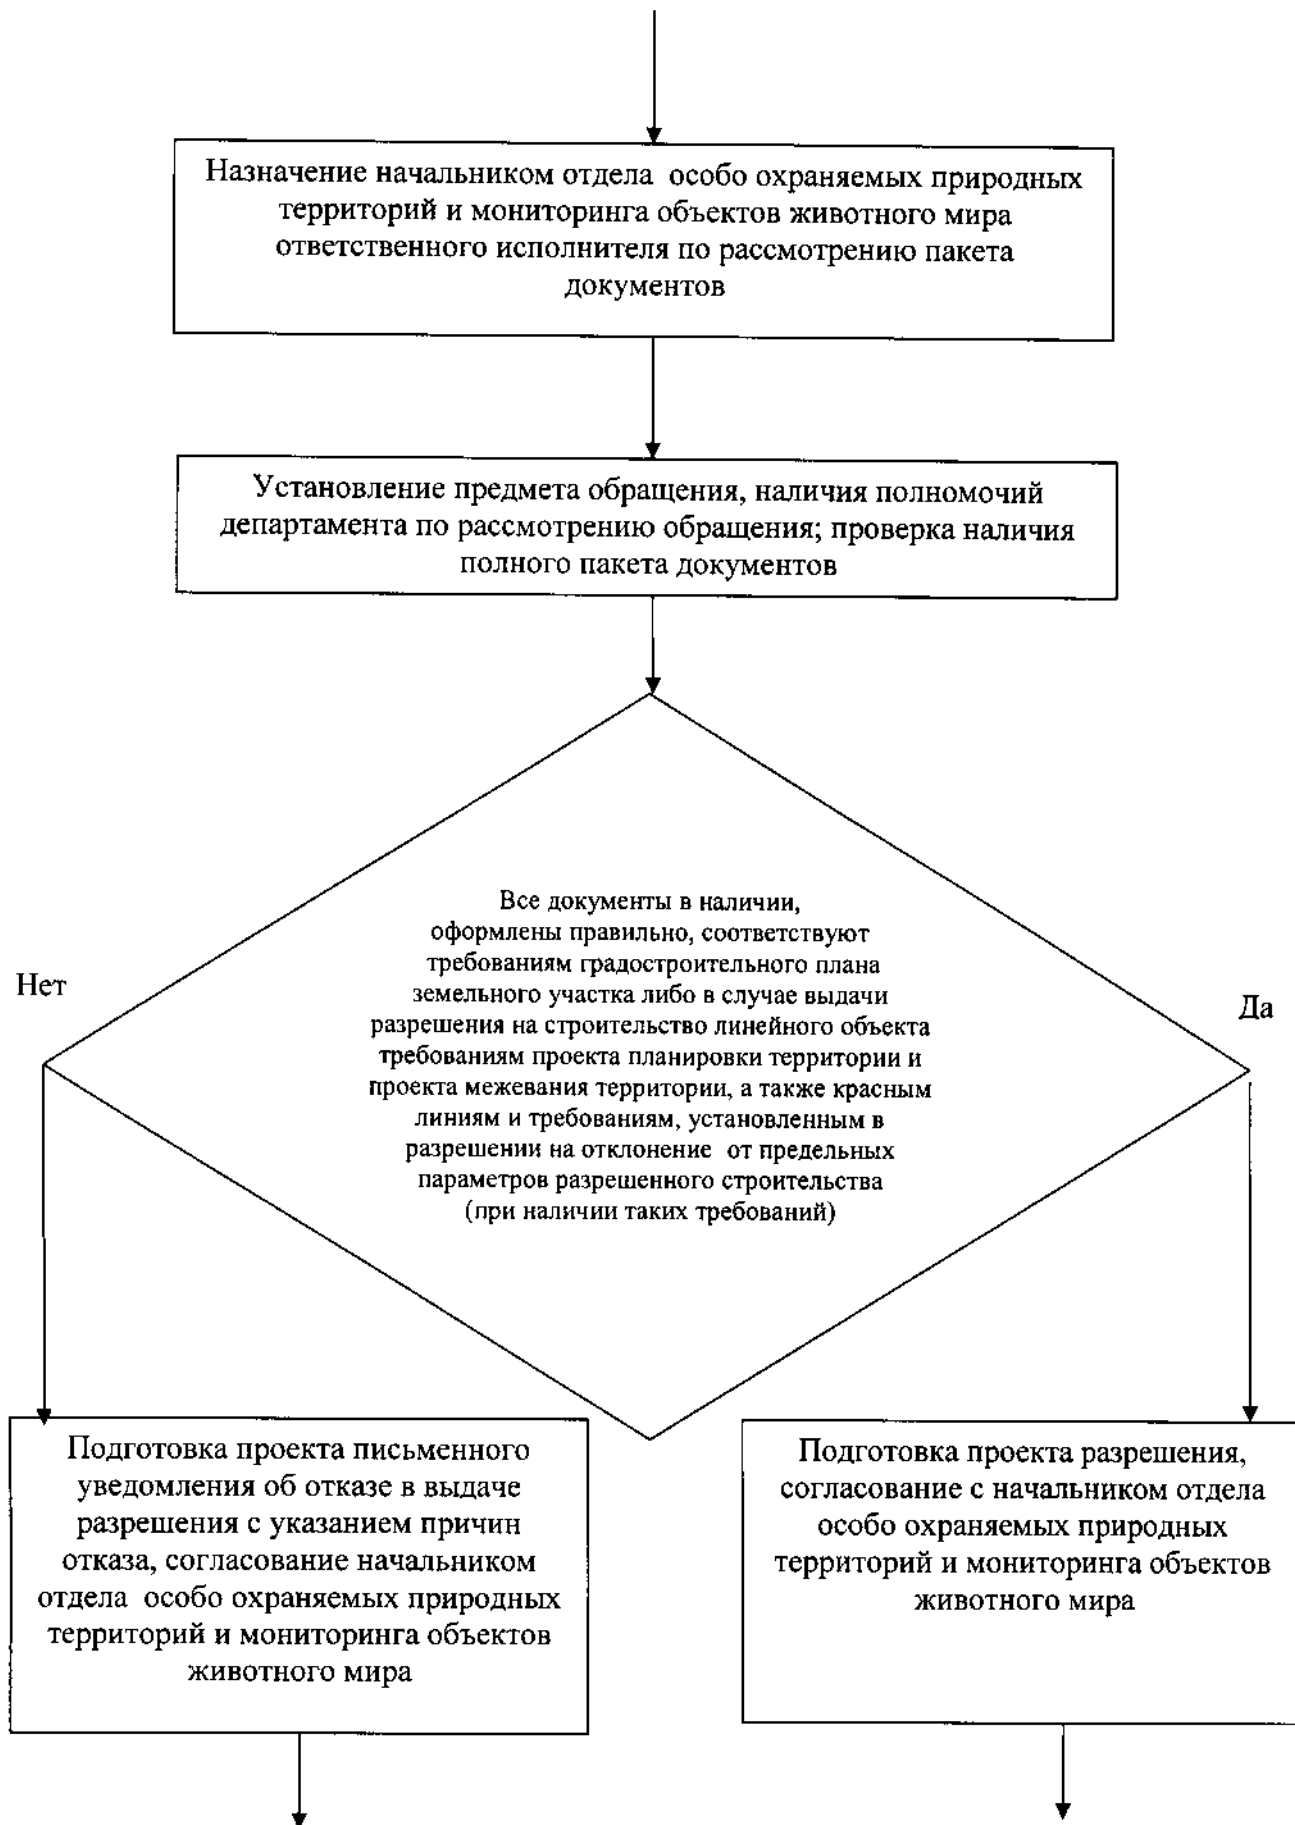 Назначение начальником отдела особо охраняемых природных
территорий и мониторинга объектов животного мира
ответственного исполнителя по рассмотрению пакета
документов
Установление предмета обращения, наличия полномочий
департамента по рассмотрению обращения; проверка наличия
полного пакета документов
Все документы в наличии,
оформлены правильно, соответствуют
требованиям градостроительного плана
земельного участка либо в случае выдачи
разрешения на строительство линейного объекта
требованиям проекта планировки территории и
проекта межевания территории, а также красным
линиям и требованиям, установленным в
разрешении на отклонение от предельных
параметров разрешенного строительства
(при наличии таких требований)
Нет
Да
Подготовка проекта письменного
уведомления об отказе в выдаче
разрешения с указанием причин
отказа, согласование начальником
отдела особо охраняемых природных
территорий и мониторинга объектов
животного мира
Подготовка проекта разрешения,
согласование с начальником отдела
особо охраняемых природных
территорий и мониторинга объектов
животного мира